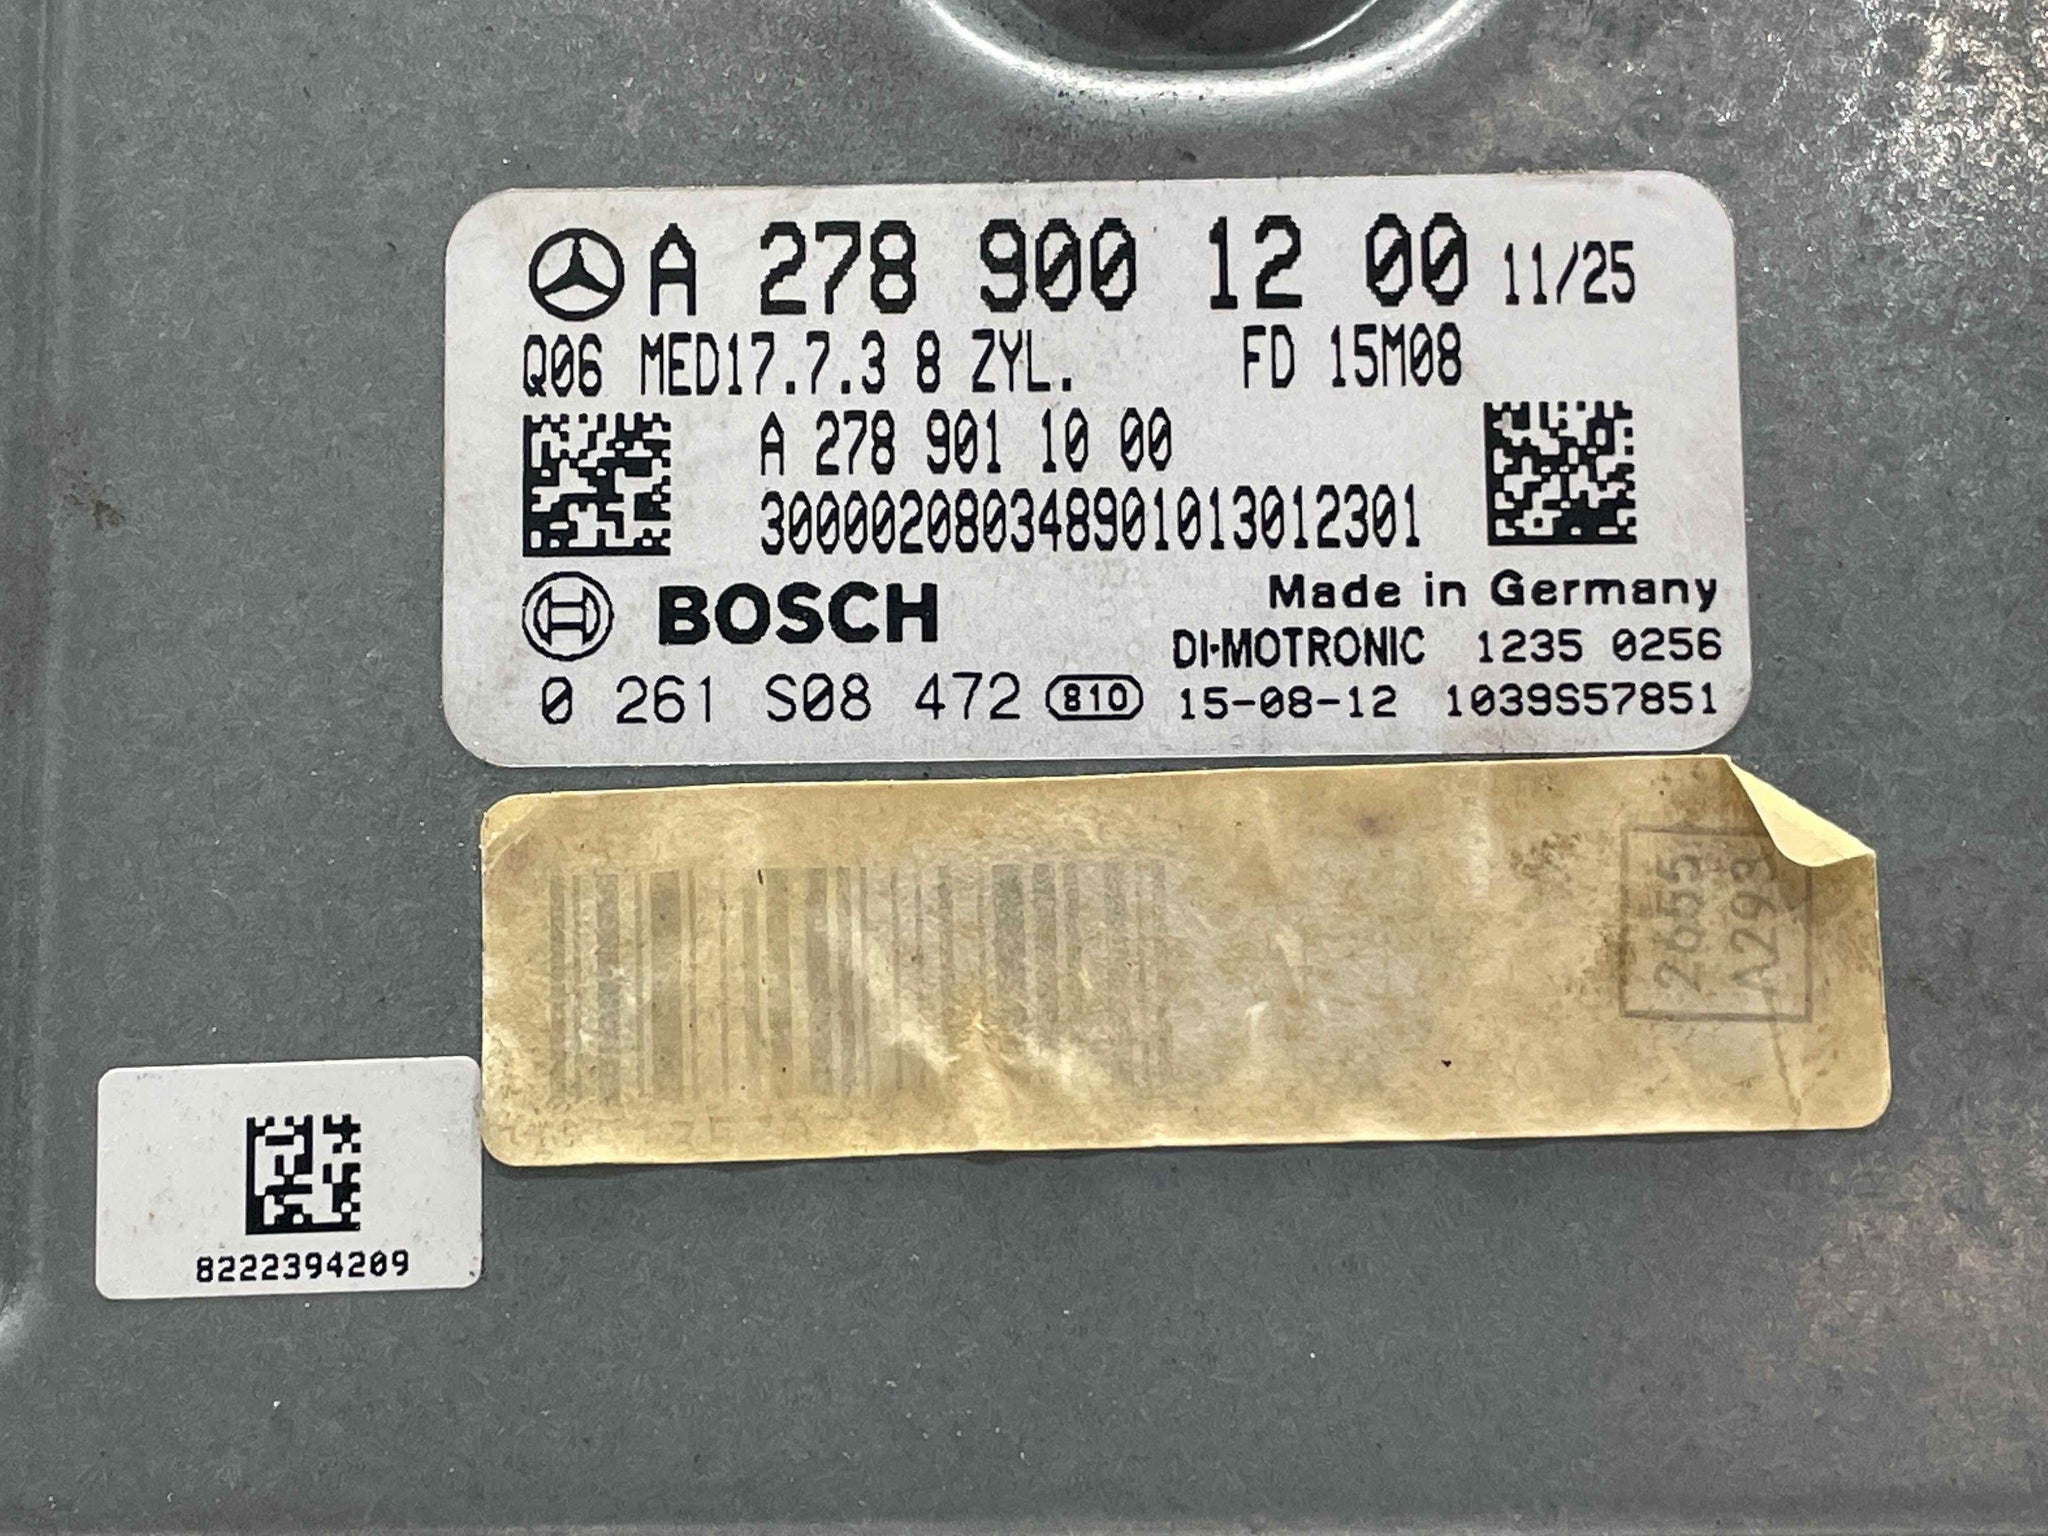 A 278 900 12 00 11/25
Q06 MED17.7.3 8 ZYL. FD 15M08
A 278 901 10 00
300002080348901013012301
BOSCH
Made in Germany
DI-MOTRONIC 1235 0256
0 261 S08 472 810 15-08-12 1039S57851
2655
A293
8222394209